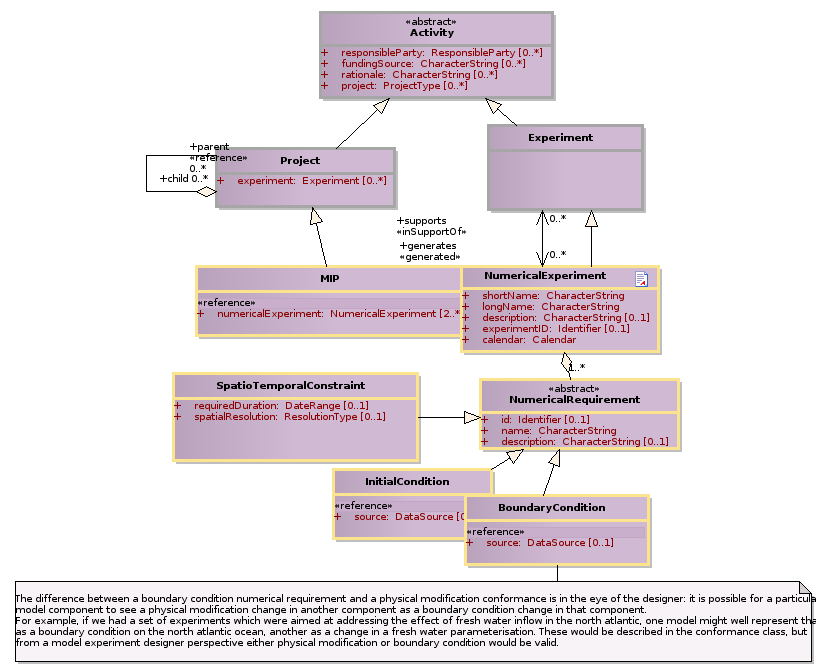 «abstract»
Activity
+ responsibleParty: ResponsibleParty [0..*]
+ fundingSource: CharacterString [0..*]
+ rationale: CharacterString [0..*]
+ project: ProjectType [0..*]
Experiment
+parent
«reference»
0..*
+child 0..*
Project
+ experiment: Experiment [0..*]
+supports
«inSupportOf»
+generates
«generated»
0..*
0..*
MIP
«reference»
+ numericalExperiment: NumericalExperiment [2..*
NumericalExperiment
+ shortName: CharacterString
+ longName: CharacterString
+ description: CharacterString [0..1]
+ experimentID: Identifier [0..1]
+ calendar: Calendar
1..*
SpatioTemporalConstraint
+ requiredDuration: DateRange [0..1]
+ spatialResolution: ResolutionType [0..1]
«abstract»
NumericalRequirement
+ id: Identifier [0..1]
+ name: CharacterString
+ description: CharacterString [0..1]
InitialCondition
«reference»
+ source: DataSource [0
BoundaryCondition
«reference»
+ source: DataSource [0..1]
The difference between a boundary condition numerical requirement and a physical modification conformance is in the eye of the designer: it is possible for a particula
model component to see a physical modification change in another component as a boundary condition change in that component.
For example, if we had a set of experiments which were aimed at addressing the effect of fresh water inflow in the north atlantic, one model might well represent tha
as a boundary condition on the north atlantic ocean, another as a change in a fresh water parameterisation. These would be described in the conformance class, but
from a model experiment designer perspective either physical modification or boundary condition would be valid.